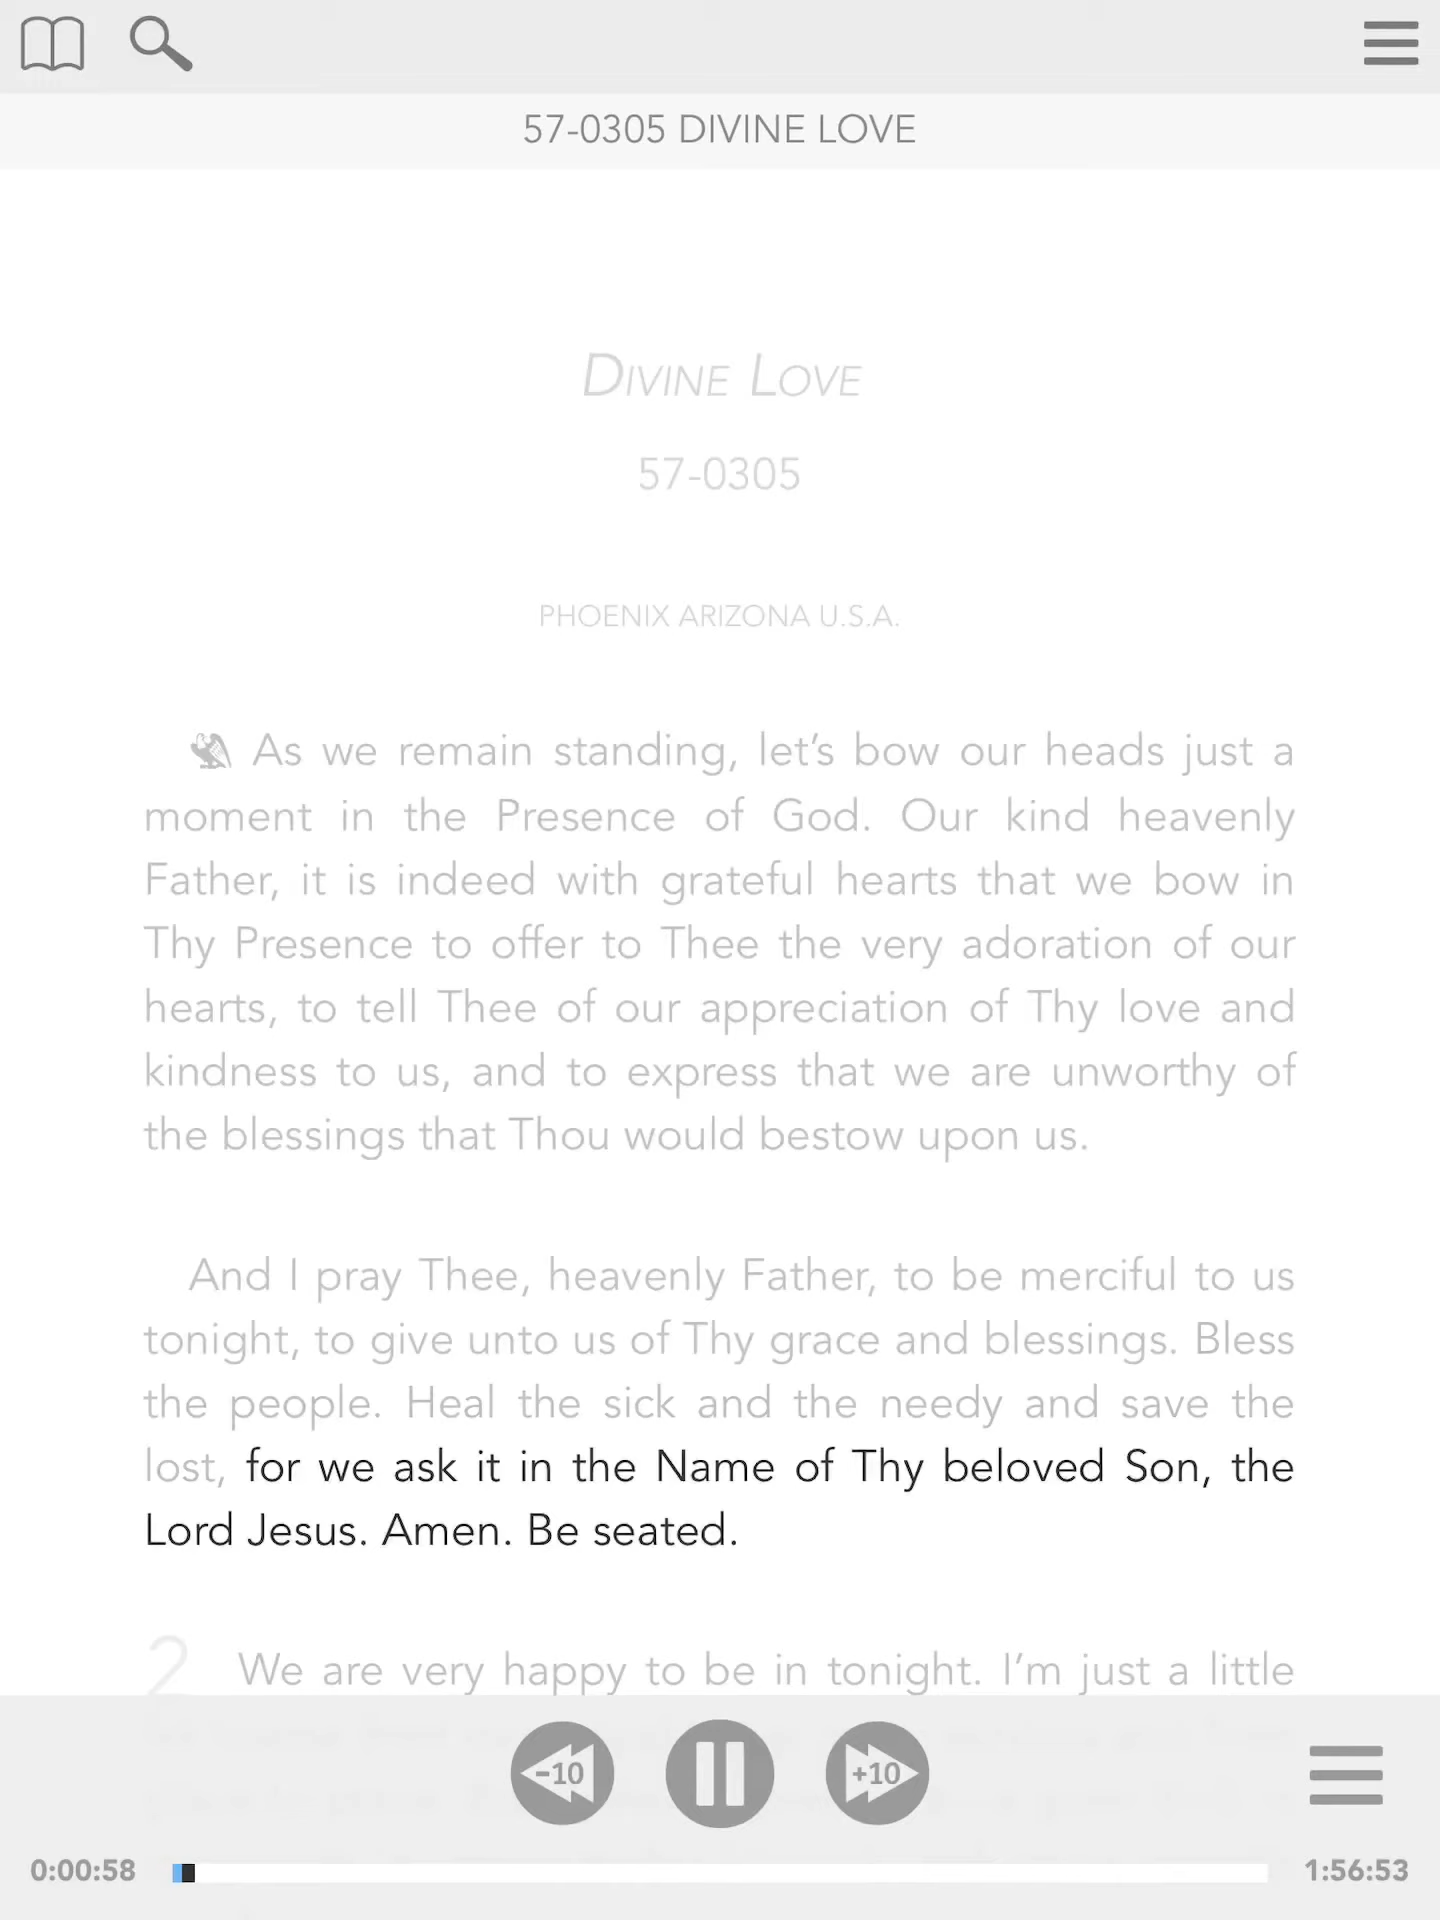 57-0305 DIVINE LOVE
DIVINE LOVE
57-0305
PHOENIX ARIZONA U.S.A.
As we remain standing, let’s bow our heads just a
moment in the Presence of God. Our kind heavenly
Father, it is indeed with grateful hearts that we bow in
Thy Presence to offer to Thee the very adoration of our
hearts, to tell Thee of our appreciation of Thy love and
kindness to us, and to express that we are unworthy of
the blessings that Thou would bestow upon us.
And I pray Thee, heavenly Father, to be merciful to us
tonight, to give unto us of Thy grace and blessings. Bless
the people. Heal the sick and the needy and save the
lost, for we ask it in the Name of Thy beloved Son, the
Lord Jesus. Amen. Be seated.
2 We are very happy to be in tonight. I’m just a little
-10 +10
0:00:58 1:56:53